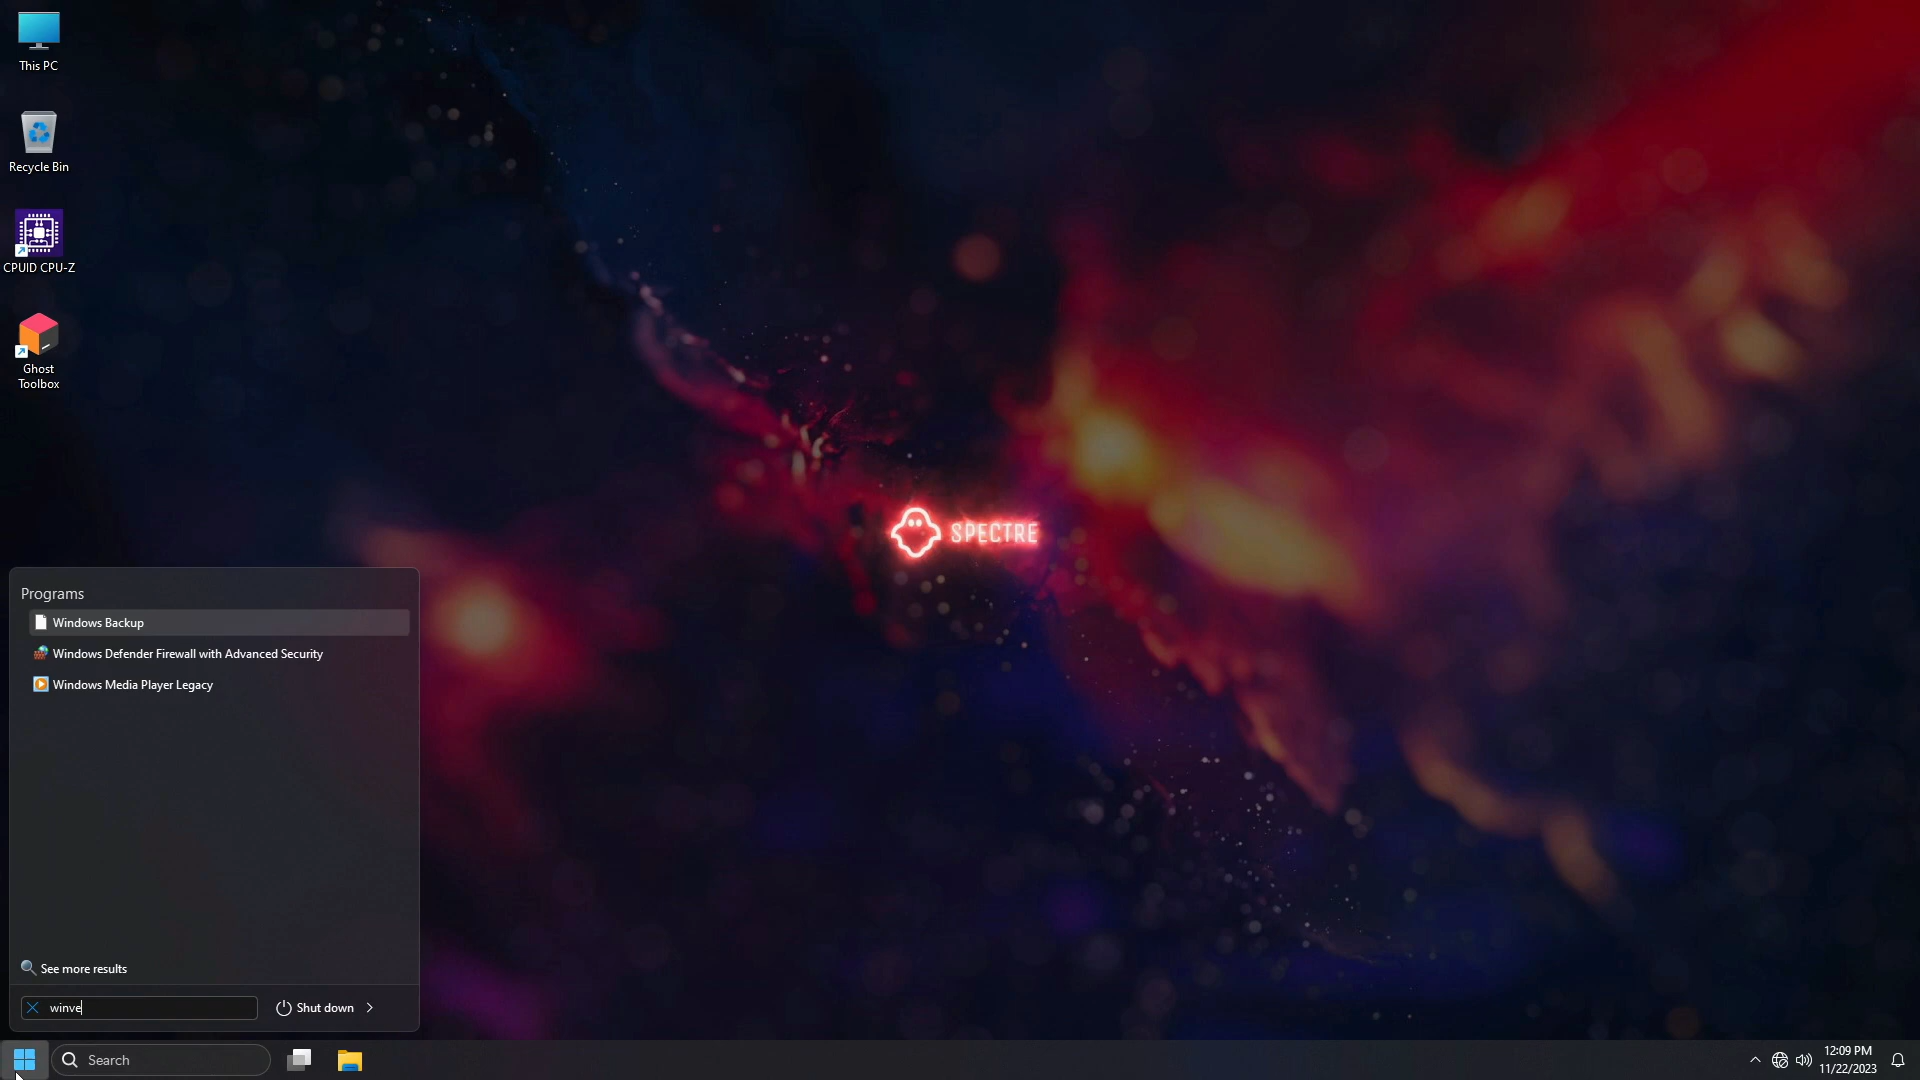 This PC
Recycle Bin
CPUID CPU-Z
Ghost
Toolbox
SPECTRE
Programs
Windows Backup
Windows Defender Firewall with Advanced Security
Windows Media Player Legacy
See more results
winve
Shut down
Search
12:09 PM
11/22/2023